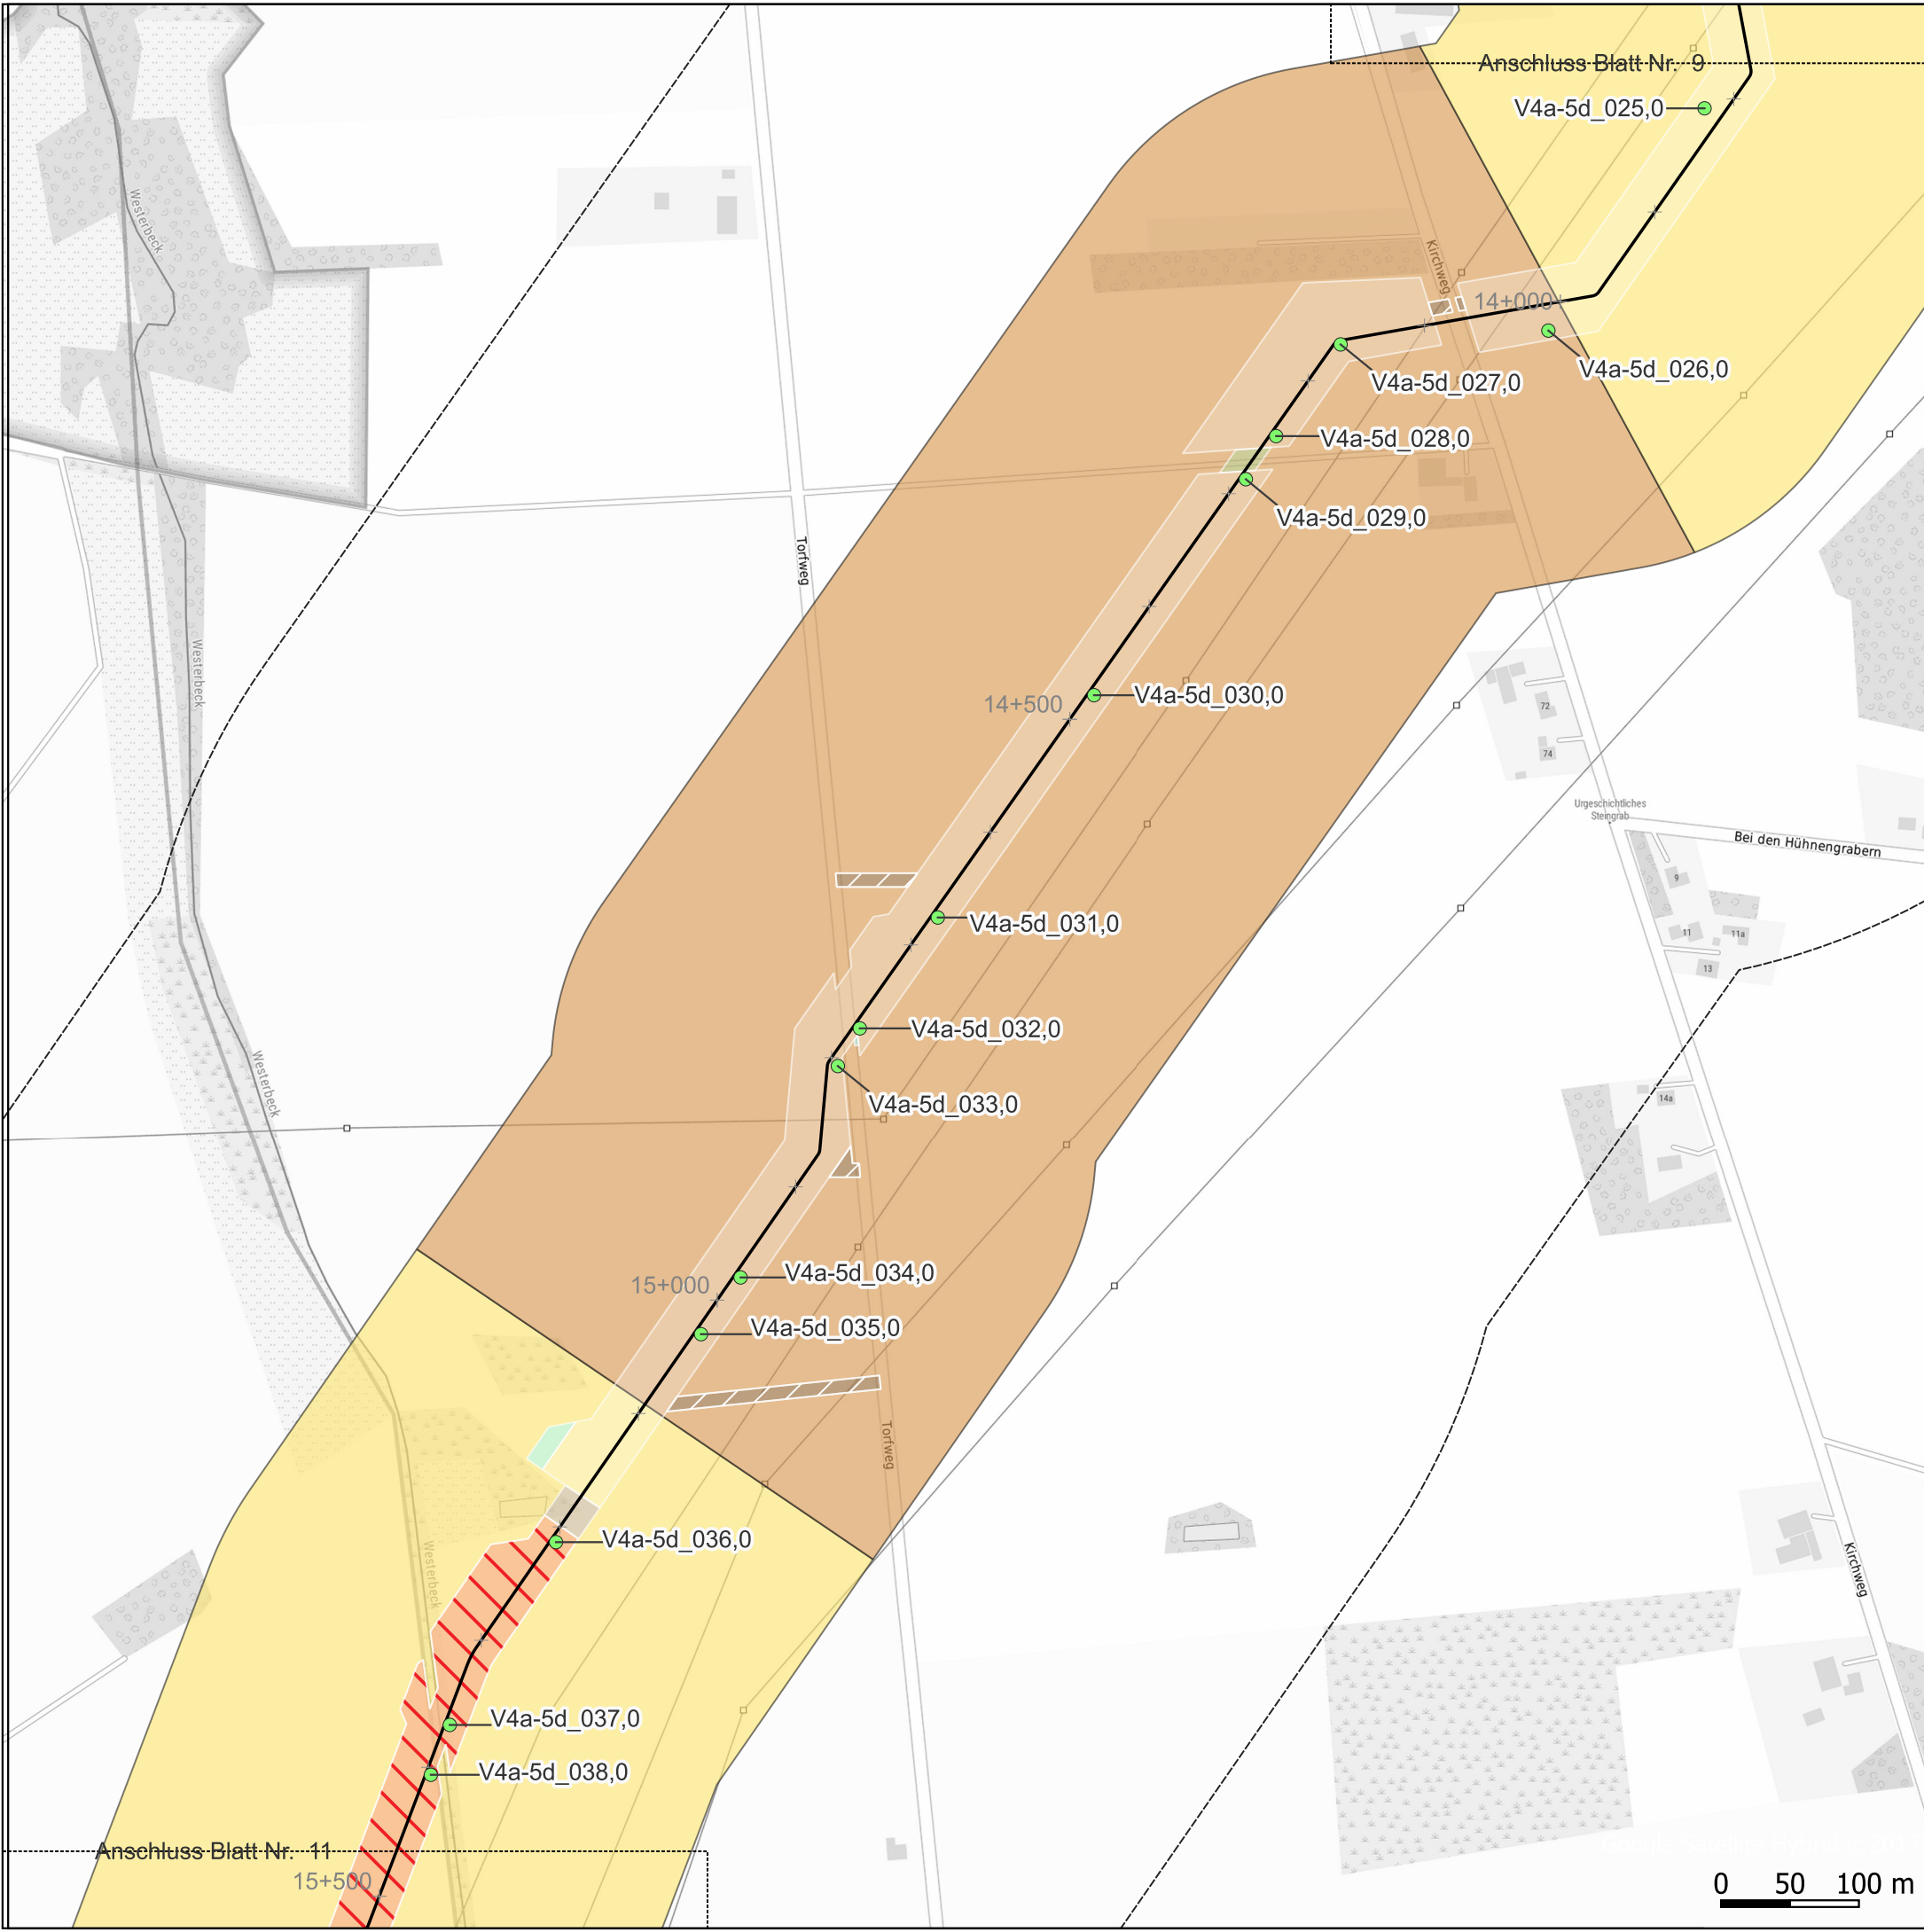 Anschluss Blatt Nr. 9
V4a-5d_025,0
Westerbeck
Kirchweg
14+000
V4a-5d_026,0
V4a-5d_027,0
V4a-5d_028,0
V4a-5d_029,0
Torfweg
Westerbeck
V4a-5d_030,0
14+500
72
74
Urgeschichtliches
Steingrab
Bei den Hühnengrabern
9
V4a-5d_031,0
11
11a
13
V4a-5d_032,0
Westerbeck
V4a-5d_033,0
14a
V4a-5d_034,0
15+000
V4a-5d_035,0
Torfweg
V4a-5d_036,0
Westerbeck
Kirchweg
V4a-5d_037,0
V4a-5d_038,0
Anschluss Blatt Nr. 11
15+500
0 50 100 m